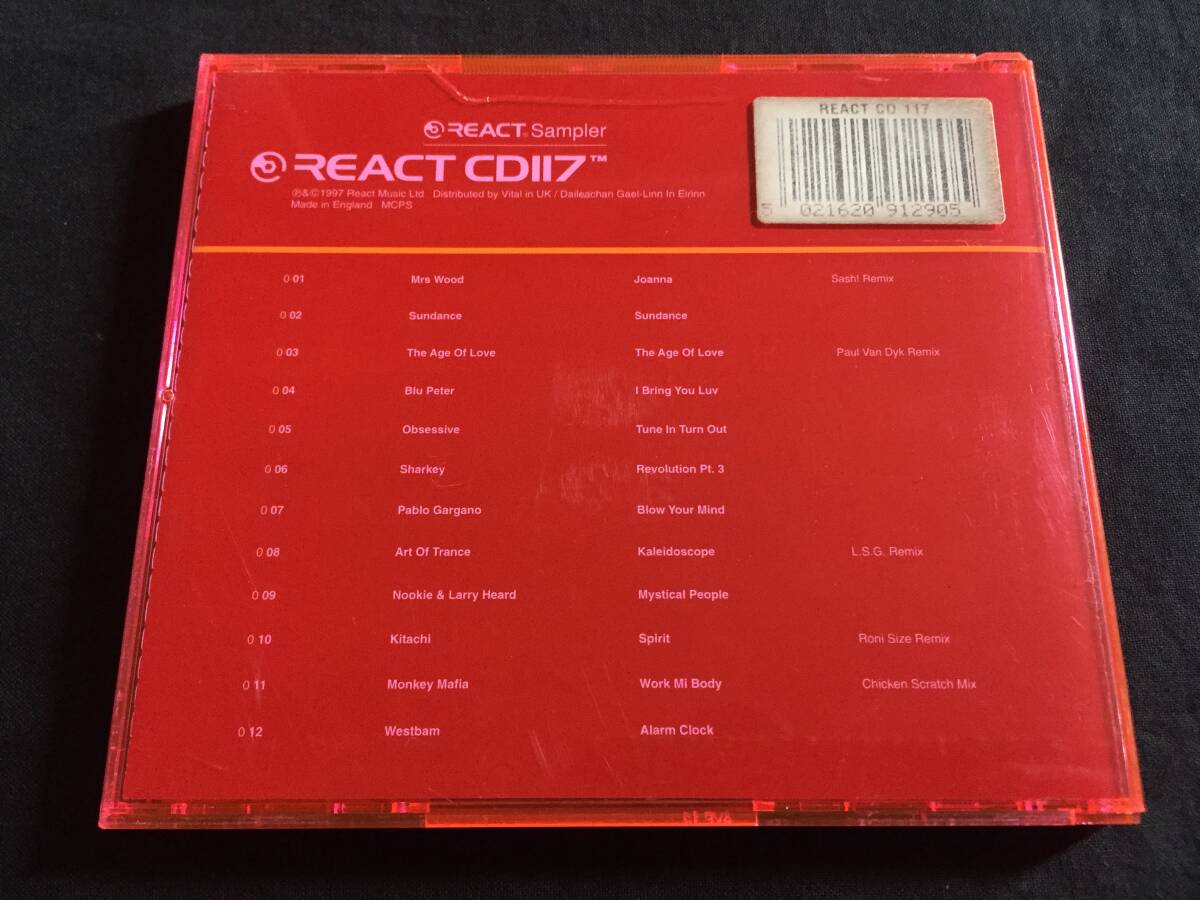 REACT Sampler
REACT CD117™
℗&©1997 React Music Ltd Distributed by Vital in UK / Daileachan Gael-Linn In Eirinn
Made in England MCPS
REACT CD 117
5 021620 912905
0 01 Mrs Wood Joanna Sash! Remix
0 02 Sundance Sundance
0 03 The Age Of Love The Age Of Love Paul Van Dyk Remix
0 04 Blu Peter I Bring You Luv
0 05 Obsessive Tune In Turn Out
0 06 Sharkey Revolution Pt. 3
0 07 Pablo Gargano Blow Your Mind
0 08 Art Of Trance Kaleidoscope L.S.G. Remix
0 09 Nookie & Larry Heard Mystical People
0 10 Kitachi Spirit Roni Size Remix
0 11 Monkey Mafia Work Mi Body Chicken Scratch Mix
0 12 Westbam Alarm Clock